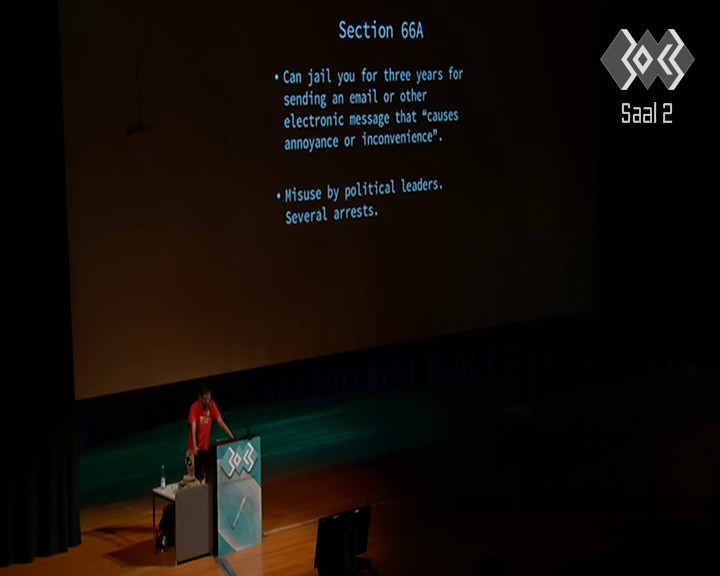 Section 66A
• Can jail you for three years for
sending an email or other
electronic message that “causes
annoyance or inconvenience”.
• Misuse by political leaders.
Several arrests.
Saal 2